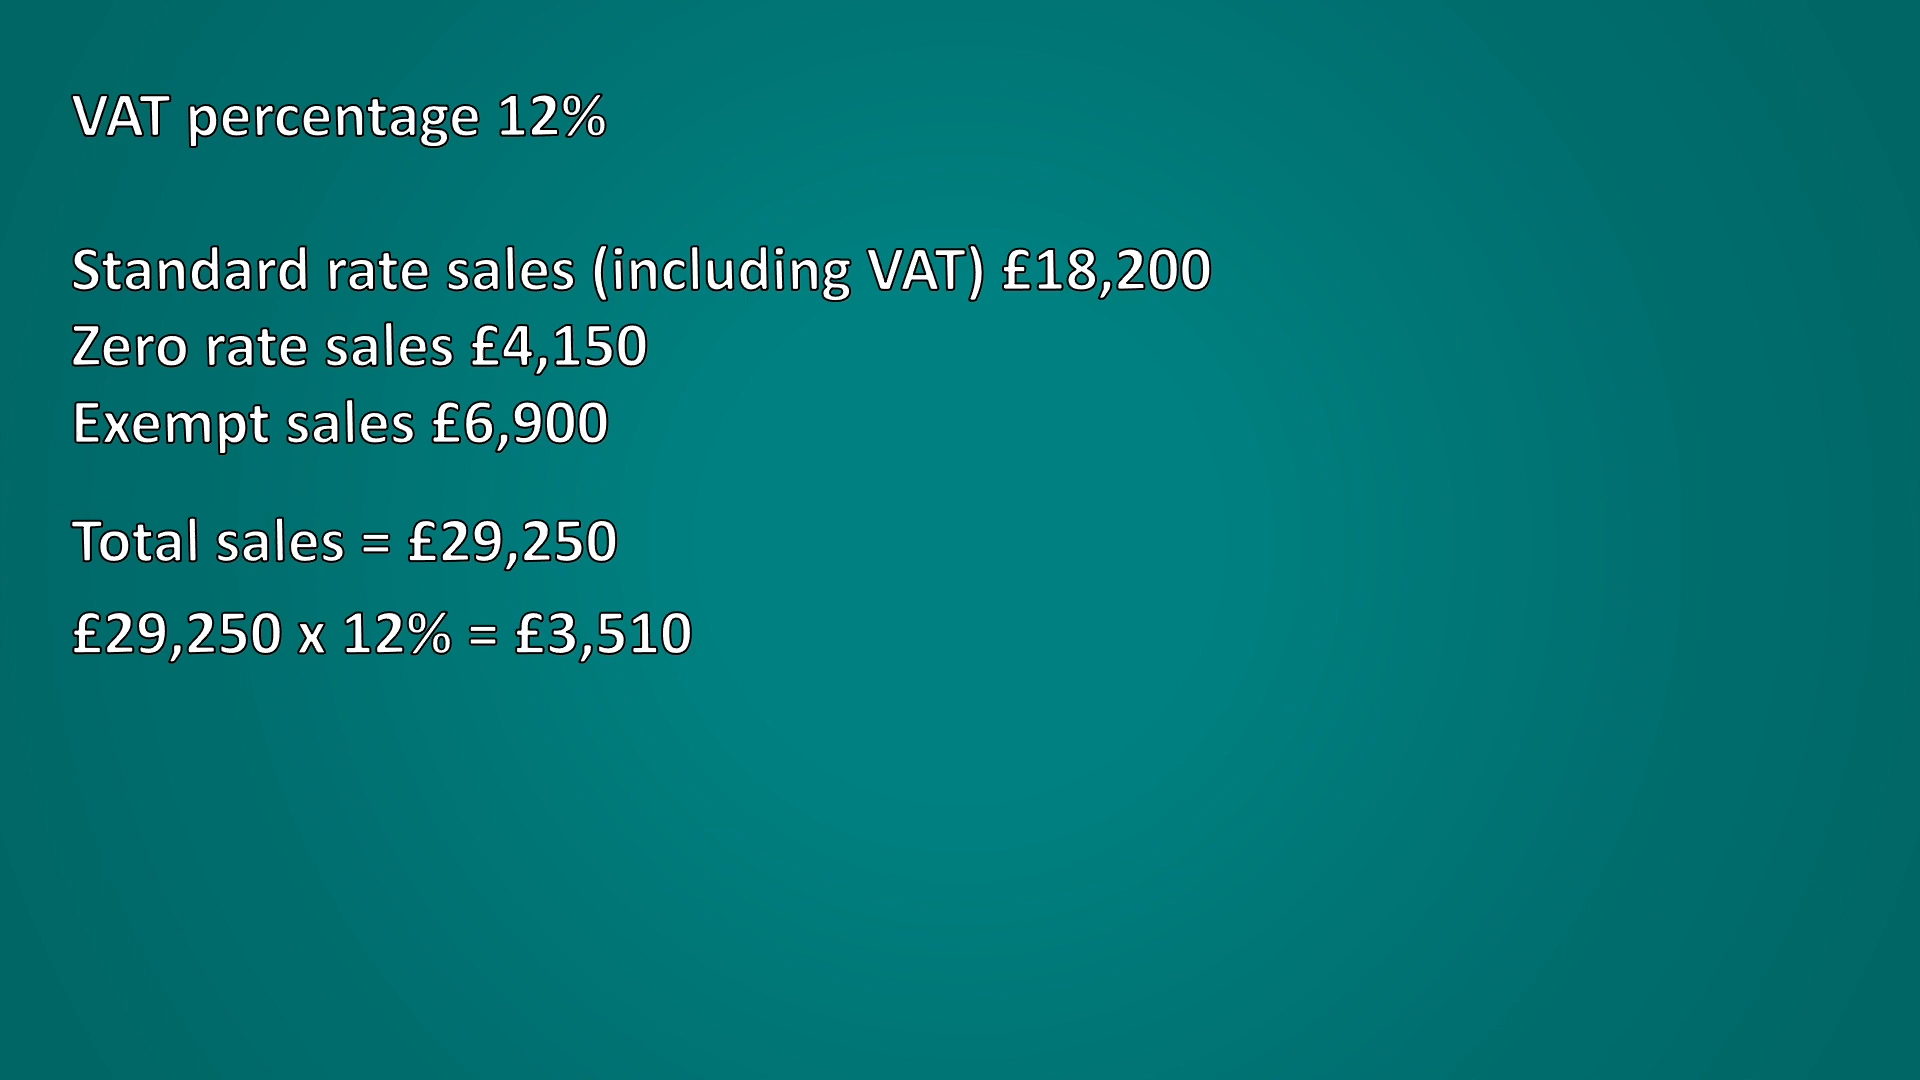 VAT percentage 12%
Standard rate sales (including VAT) £18,200
Zero rate sales £4,150
Exempt sales £6,900
Total sales = £29,250
£29,250 x 12% = £3,510